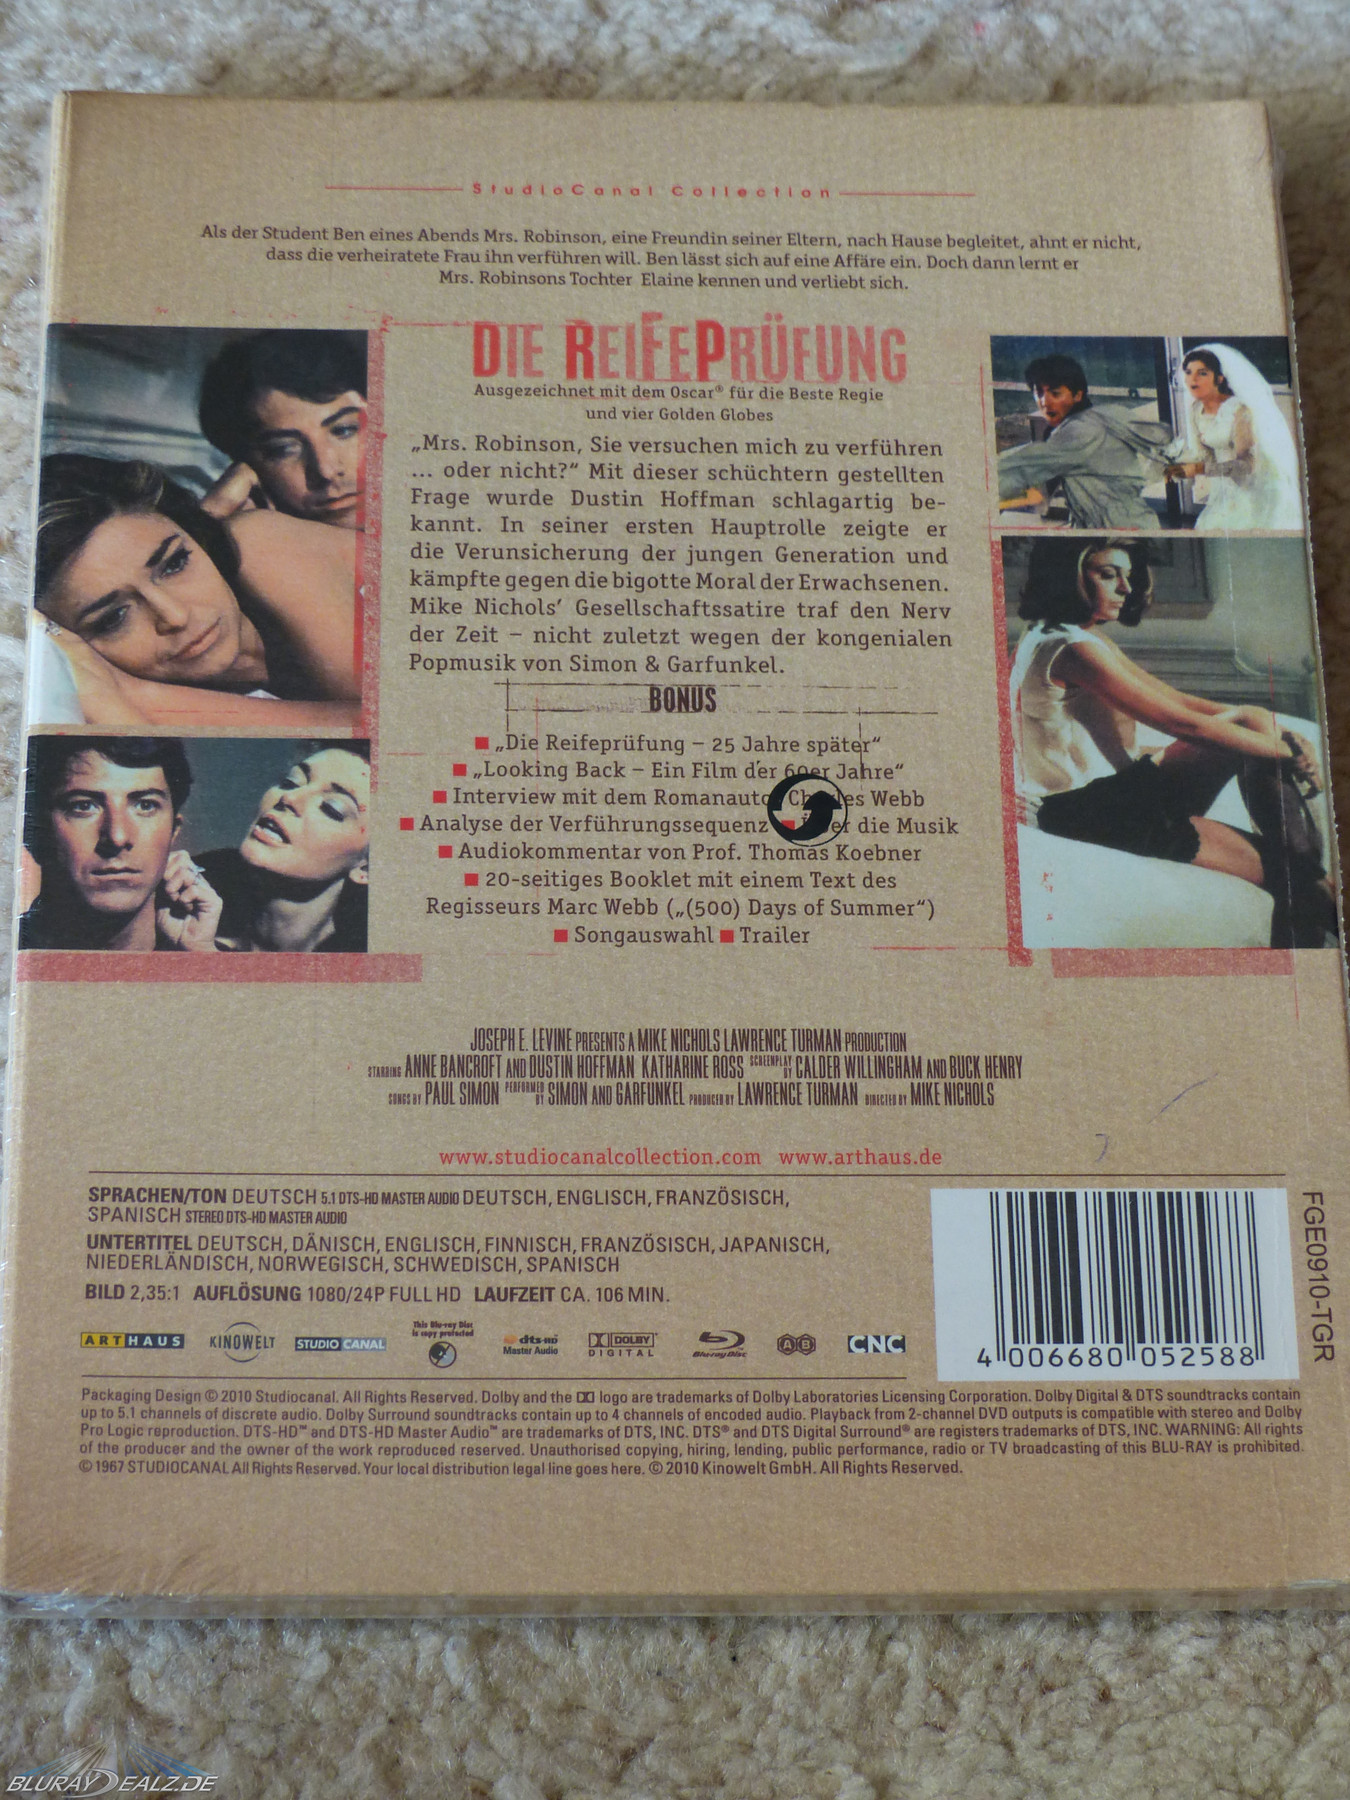 StudioCanal Collection
Als der Student Ben eines Abends Mrs. Robinson, eine Freundin seiner Eltern, nach Hause begleitet, ahnt er nicht,
dass die verheiratete Frau ihn verführen will. Ben lässt sich auf eine Affäre ein. Doch dann lernt er
Mrs. Robinsons Tochter Elaine kennen und verliebt sich.
DIE REIFEPRÜFUNG
Ausgezeichnet mit dem Oscar® für die Beste Regie
und vier Golden Globes
„Mrs. Robinson, Sie versuchen mich zu verführen
... oder nicht?“ Mit dieser schüchtern gestellten
Frage wurde Dustin Hoffman schlagartig be-
kannt. In seiner ersten Hauptrolle zeigte er
die Verunsicherung der jungen Generation und
kämpfte gegen die bigotte Moral der Erwachsenen.
Mike Nichols’ Gesellschaftssatire traf den Nerv
der Zeit – nicht zuletzt wegen der kongenialen
Popmusik von Simon & Garfunkel.
BONUS
■ „Die Reifeprüfung – 25 Jahre später“
■ „Looking Back – Ein Film der 60er Jahre“
■ Interview mit dem Romanautor Charles Webb
■ Analyse der Verführungssequenz ■ Über die Musik
■ Audiokommentar von Prof. Thomas Koebner
■ 20-seitiges Booklet mit einem Text des
Regisseurs Marc Webb („(500) Days of Summer“)
■ Songauswahl ■ Trailer
JOSEPH E. LEVINE PRESENTS A MIKE NICHOLS LAWRENCE TURMAN PRODUCTION
STARRING ANNE BANCROFT AND DUSTIN HOFFMAN KATHARINE ROSS SCREENPLAY BY CALDER WILLINGHAM AND BUCK HENRY
SONGS BY PAUL SIMON PERFORMED BY SIMON AND GARFUNKEL PRODUCED BY LAWRENCE TURMAN DIRECTED BY MIKE NICHOLS
www.studiocanalcollection.com www.arthaus.de
SPRACHEN/TON DEUTSCH 5.1 DTS-HD MASTER AUDIO DEUTSCH, ENGLISCH, FRANZÖSISCH,
SPANISCH STEREO DTS-HD MASTER AUDIO
UNTERTITEL DEUTSCH, DÄNISCH, ENGLISCH, FINNISCH, FRANZÖSISCH, JAPANISCH,
NIEDERLÄNDISCH, NORWEGISCH, SCHWEDISCH, SPANISCH
BILD 2,35:1 AUFLÖSUNG 1080/24P FULL HD LAUFZEIT CA. 106 MIN.
FGE0910-TGR
4 006680 052588
ARTHAUS KINOWELT STUDIO CANAL This Blu-ray Disc is copy protected dts-HD Master Audio DOLBY DIGITAL Blu-ray Disc A B CNC
Packaging Design © 2010 Studiocanal. All Rights Reserved. Dolby and the logo are trademarks of Dolby Laboratories Licensing Corporation. Dolby Digital & DTS soundtracks contain
up to 5.1 channels of discrete audio. Dolby Surround soundtracks contain up to 4 channels of encoded audio. Playback from 2-channel DVD outputs is compatible with stereo and Dolby
Pro Logic reproduction. DTS-HD™ and DTS-HD Master Audio™ are trademarks of DTS, INC. DTS® and DTS Digital Surround® are registers trademarks of DTS, INC. WARNING: All rights
of the producer and the owner of the work reproduced reserved. Unauthorised copying, hiring, lending, public performance, radio or TV broadcasting of this BLU-RAY is prohibited.
© 1967 STUDIOCANAL All Rights Reserved. Your local distribution legal line goes here. © 2010 Kinowelt GmbH. All Rights Reserved.
BLURAYDEALZ.DE